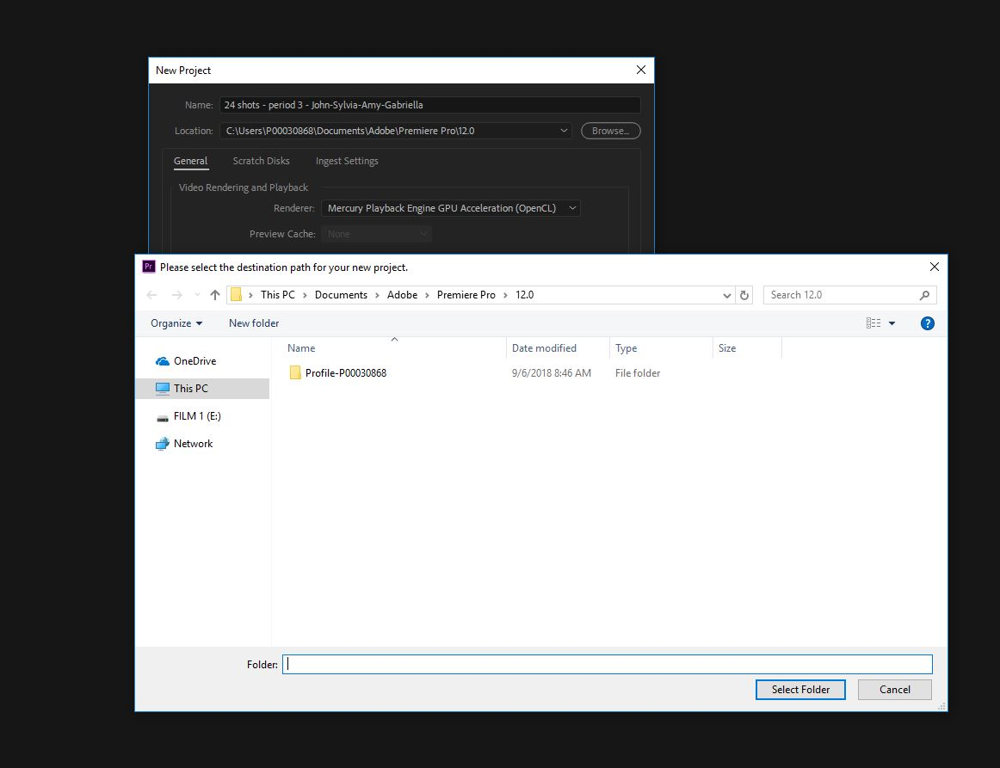 New Project
Name: 24 shots - period 3 - John-Sylvia-Amy-Gabriella
Location: C:\Users\P00030868\Documents\Adobe\Premiere Pro\12.0 Browse...
General Scratch Disks Ingest Settings
Video Rendering and Playback
Renderer: Mercury Playback Engine GPU Acceleration (OpenCL)
Preview Cache: None
Pr Please select the destination path for your new project.
This PC Documents Adobe Premiere Pro 12.0 Search 12.0
Organize New folder ?
Name Date modified Type Size
OneDrive
Profile-P00030868 9/6/2018 8:46 AM File folder
This PC
FILM 1 (E:)
Network
Folder:
Select Folder Cancel